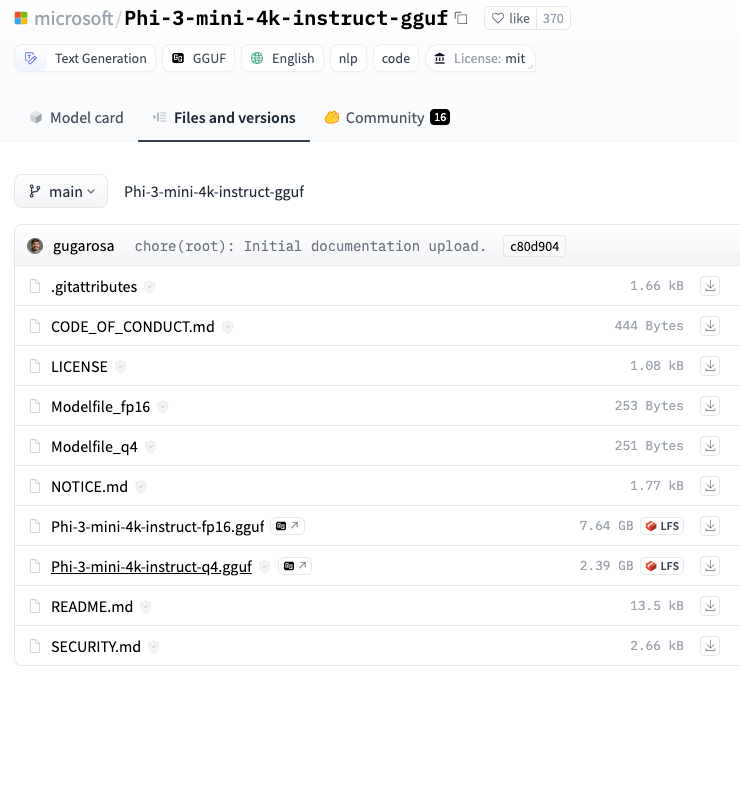 microsoft/Phi-3-mini-4k-instruct-gguf like 370
Text Generation GGUF English nlp code License: mit
Model card Files and versions Community 16
main Phi-3-mini-4k-instruct-gguf
gugarosa chore(root): Initial documentation upload. c80d904
.gitattributes 1.66 kB
CODE_OF_CONDUCT.md 444 Bytes
LICENSE 1.08 kB
Modelfile_fp16 253 Bytes
Modelfile_q4 251 Bytes
NOTICE.md 1.77 kB
Phi-3-mini-4k-instruct-fp16.gguf 7.64 GB LFS
Phi-3-mini-4k-instruct-q4.gguf 2.39 GB LFS
README.md 13.5 kB
SECURITY.md 2.66 kB